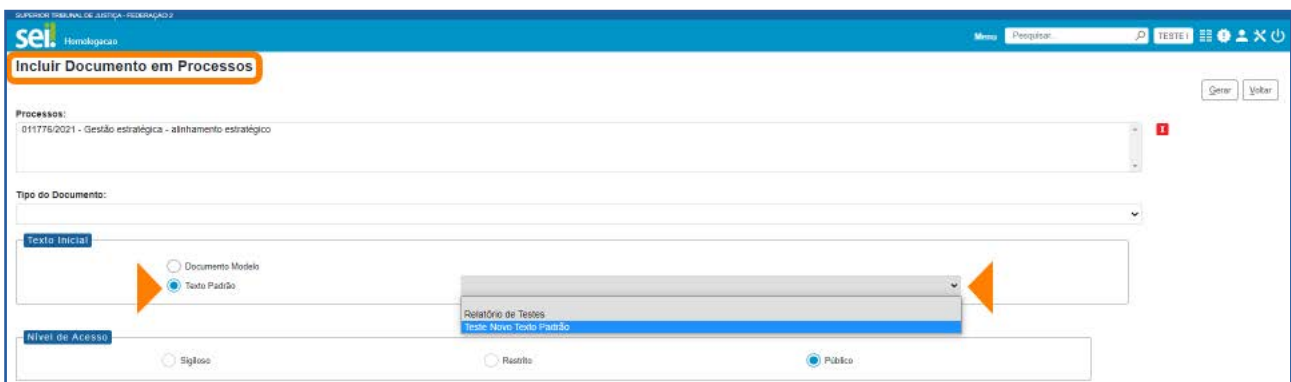 SUPERIOR TRIBUNAL DE JUSTIÇA - FEDERAÇÃO 2
sei. Homologacao
Menu Pesquisar... TESTE I
Incluir Documento em Processos
Gerar Voltar
Processos:
011776/2021 - Gestão estratégica - alinhamento estratégico
Tipo do Documento:
Texto Inicial
Documento Modelo
Texto Padrão
Relatório de Testes
Teste Novo Texto Padrão
Nível de Acesso
Sigiloso Restrito Público